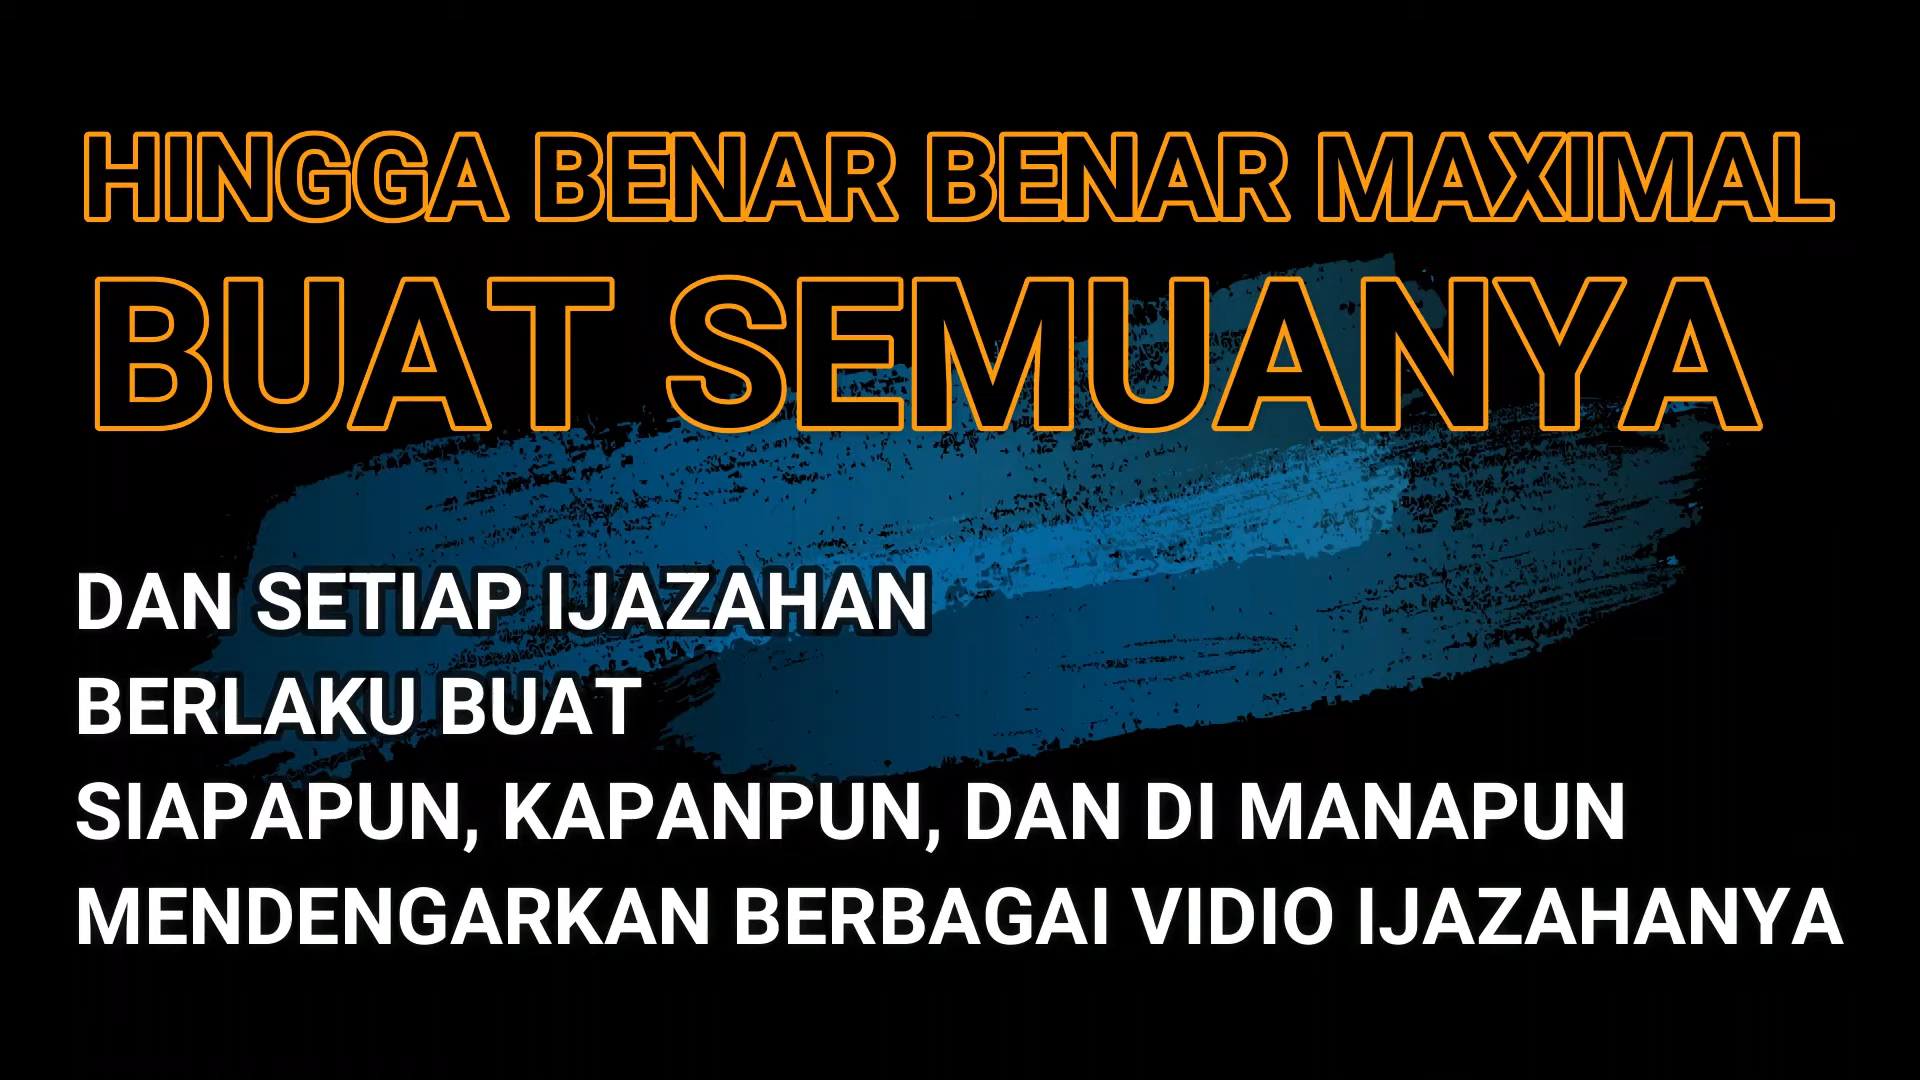 HINGGA BENAR BENAR MAXIMAL
BUAT SEMUANYA
DAN SETIAP IJAZAHAN
BERLAKU BUAT
SIAPAPUN, KAPANPUN, DAN DI MANAPUN
MENDENGARKAN BERBAGAI VIDIO IJAZAHANYA